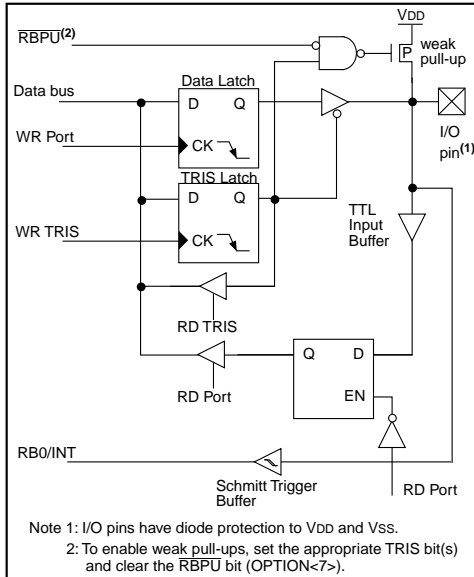 VDD
RBPU(2)
P
weak
pull-up
Data bus
Data Latch
D Q
WR Port
CK
I/O
pin(1)
TRIS Latch
D Q
WR TRIS
CK
TTL
Input
Buffer
RD TRIS
Q D
RD Port
EN
RB0/INT
Schmitt Trigger
Buffer
RD Port
Note 1: I/O pins have diode protection to VDD and VSS.
2: To enable weak pull-ups, set the appropriate TRIS bit(s)
and clear the RBPU bit (OPTION<7>).